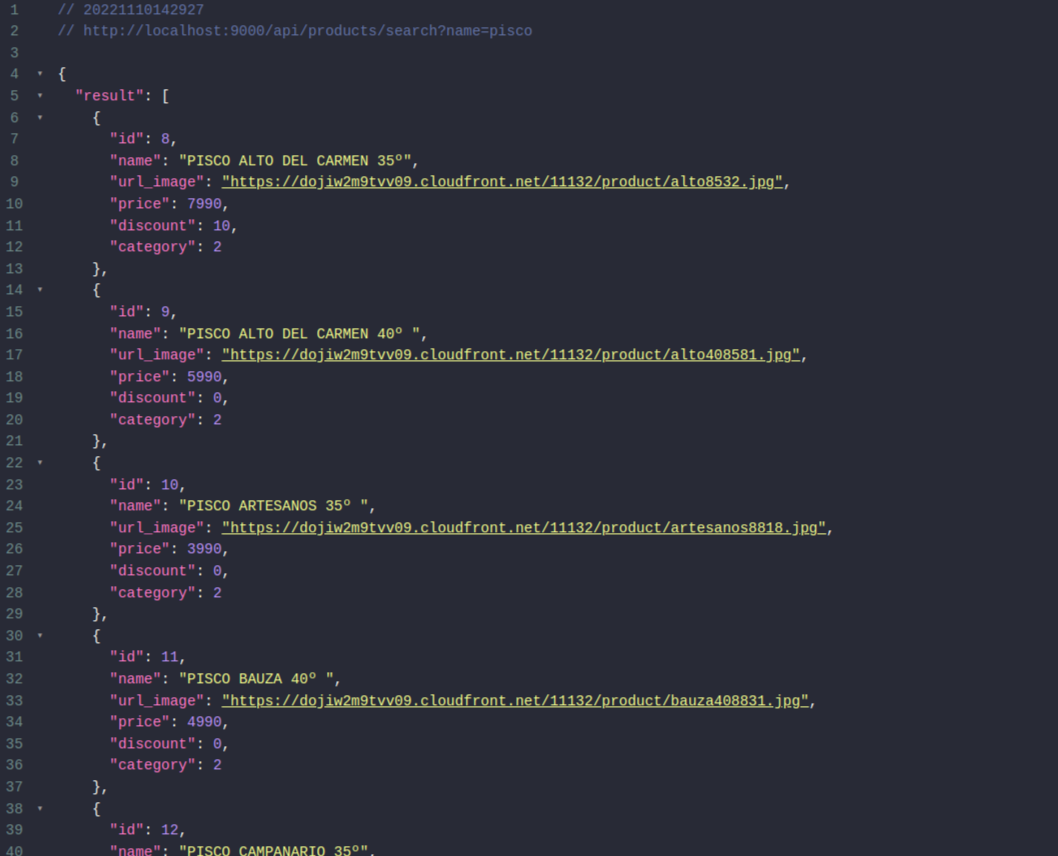 1 // 20221110142927
2 // http://localhost:9000/api/products/search?name=pisco
3
4 {
5 "result": [
6 {
7 "id": 8,
8 "name": "PISCO ALTO DEL CARMEN 35º",
9 "url_image": "https://dojiw2m9tvv09.cloudfront.net/11132/product/alto8532.jpg",
10 "price": 7990,
11 "discount": 10,
12 "category": 2
13 },
14 {
15 "id": 9,
16 "name": "PISCO ALTO DEL CARMEN 40º ",
17 "url_image": "https://dojiw2m9tvv09.cloudfront.net/11132/product/alto408581.jpg",
18 "price": 5990,
19 "discount": 0,
20 "category": 2
21 },
22 {
23 "id": 10,
24 "name": "PISCO ARTESANOS 35º ",
25 "url_image": "https://dojiw2m9tvv09.cloudfront.net/11132/product/artesanos8818.jpg",
26 "price": 3990,
27 "discount": 0,
28 "category": 2
29 },
30 {
31 "id": 11,
32 "name": "PISCO BAUZA 40º ",
33 "url_image": "https://dojiw2m9tvv09.cloudfront.net/11132/product/bauza408831.jpg",
34 "price": 4990,
35 "discount": 0,
36 "category": 2
37 },
38 {
39 "id": 12,
40 "name": "PISCO CAMPANARIO 35º",